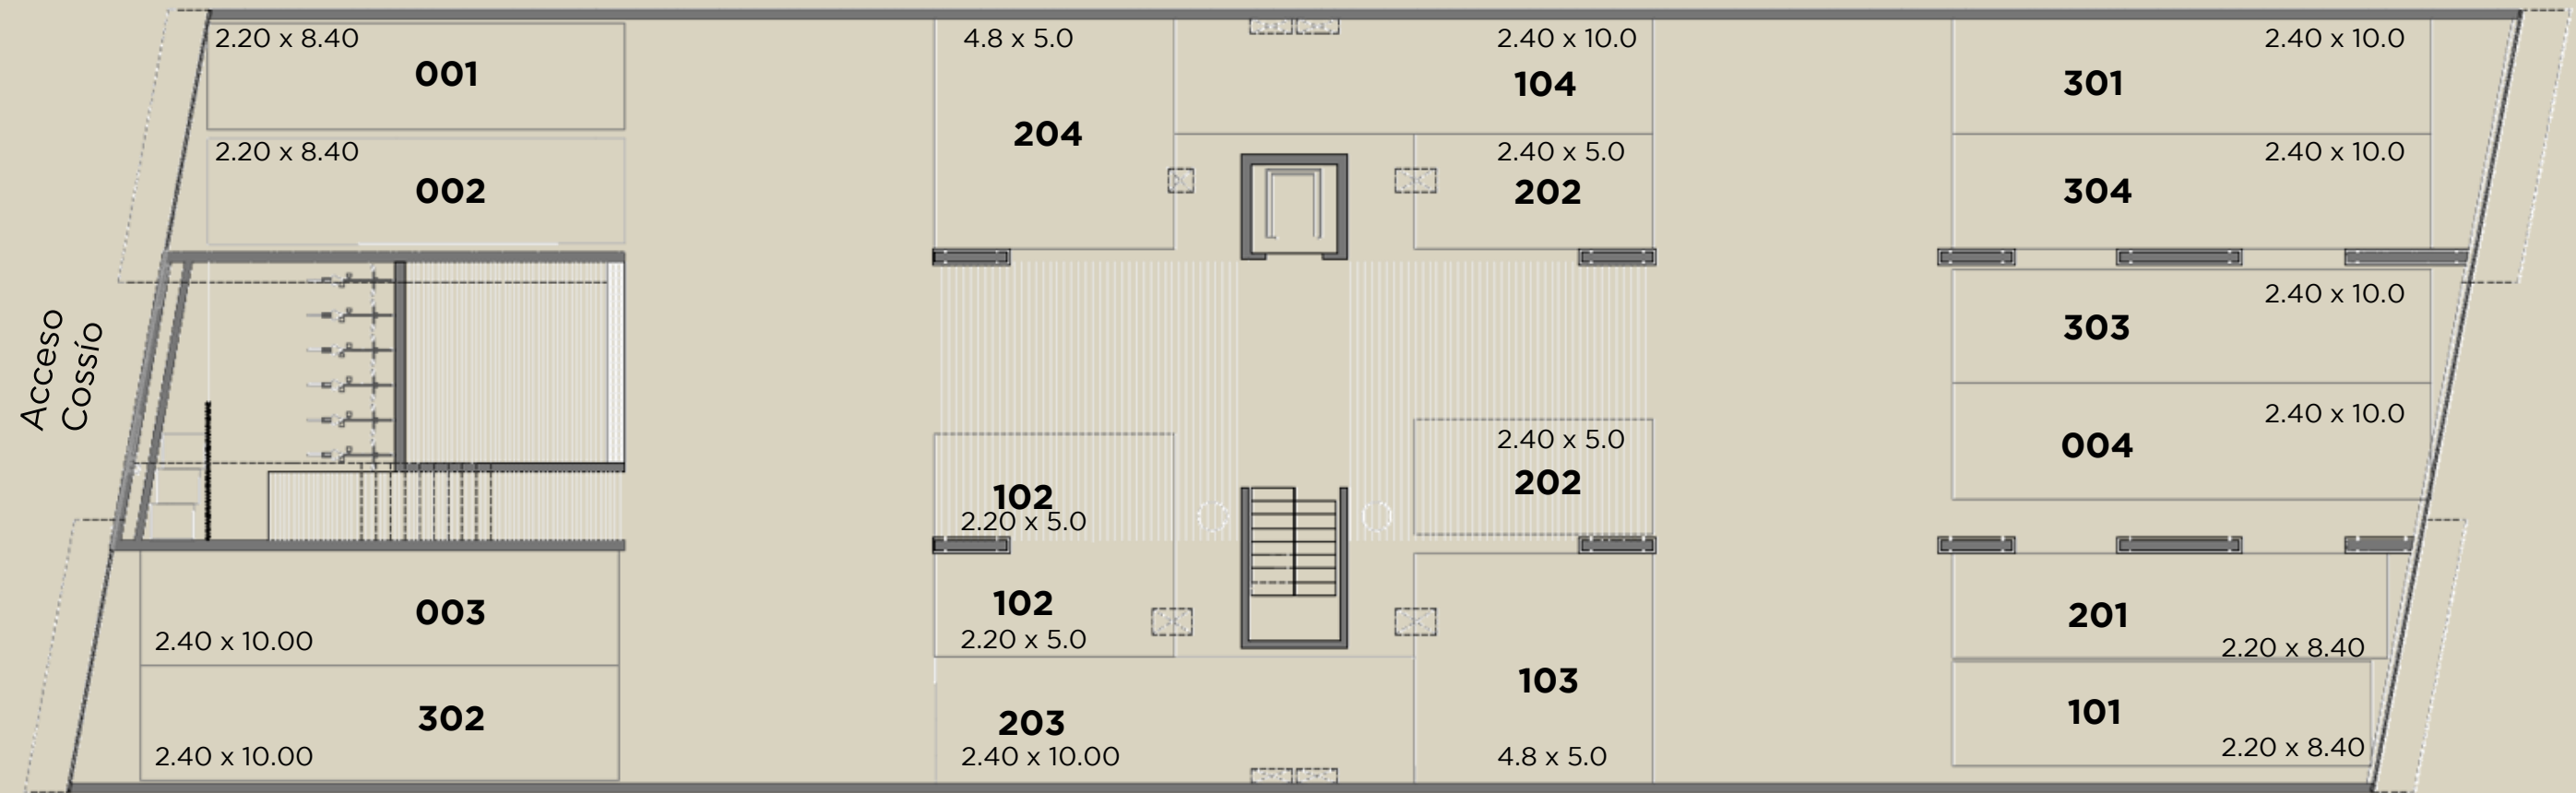 2.20 x 8.40
001
2.20 x 8.40
002
Acceso
Cossío
003
2.40 x 10.00
302
2.40 x 10.00
4.8 x 5.0
204
2.40 x 10.0
104
2.40 x 5.0
202
102
2.20 x 5.0
2.40 x 5.0
202
102
2.20 x 5.0
203
2.40 x 10.00
103
4.8 x 5.0
2.40 x 10.0
301
2.40 x 10.0
304
2.40 x 10.0
303
2.40 x 10.0
004
201
2.20 x 8.40
101
2.20 x 8.40